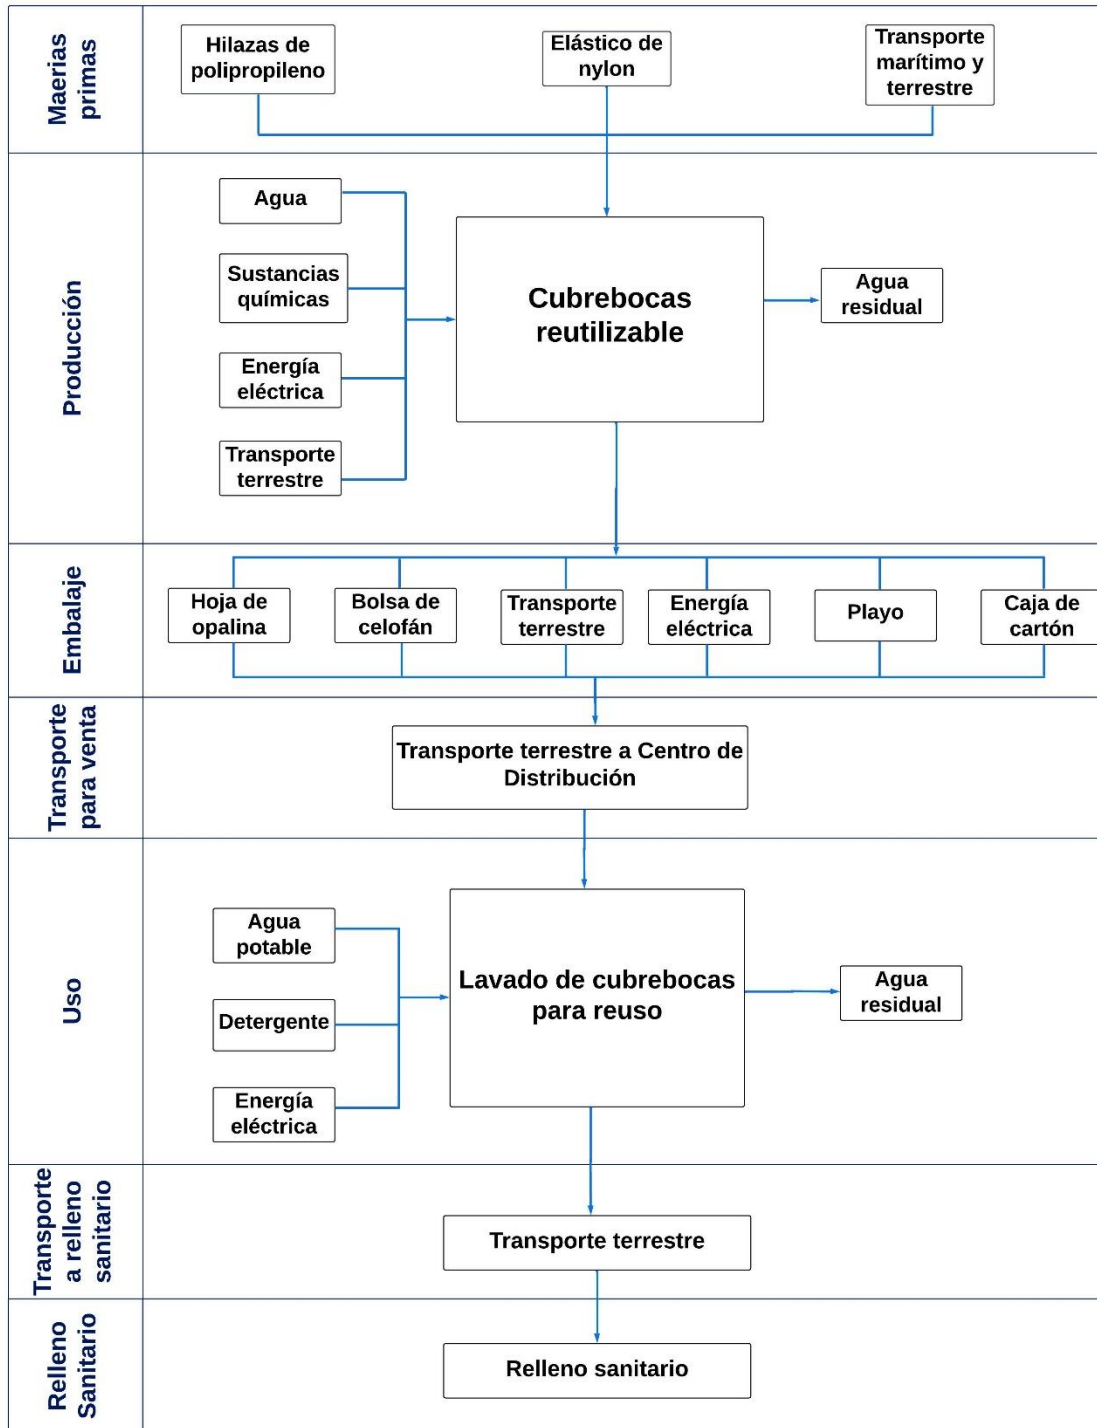 Maerias
primas
Hilazas de
polipropileno
Elástico de
nylon
Transporte
marítimo y
terrestre
Producción
Agua
Sustancias
químicas
Energía
eléctrica
Transporte
terrestre
Cubrebocas
reutilizable
Agua
residual
Embalaje
Hoja de
opalina
Bolsa de
celofán
Transporte
terrestre
Energía
eléctrica
Playo
Caja de
cartón
Transporte
para venta
Transporte terrestre a Centro de
Distribución
Uso
Agua
potable
Detergente
Energía
eléctrica
Lavado de cubrebocas
para reuso
Agua
residual
Transporte
a relleno
sanitario
Transporte terrestre
Relleno
Sanitario
Relleno sanitario